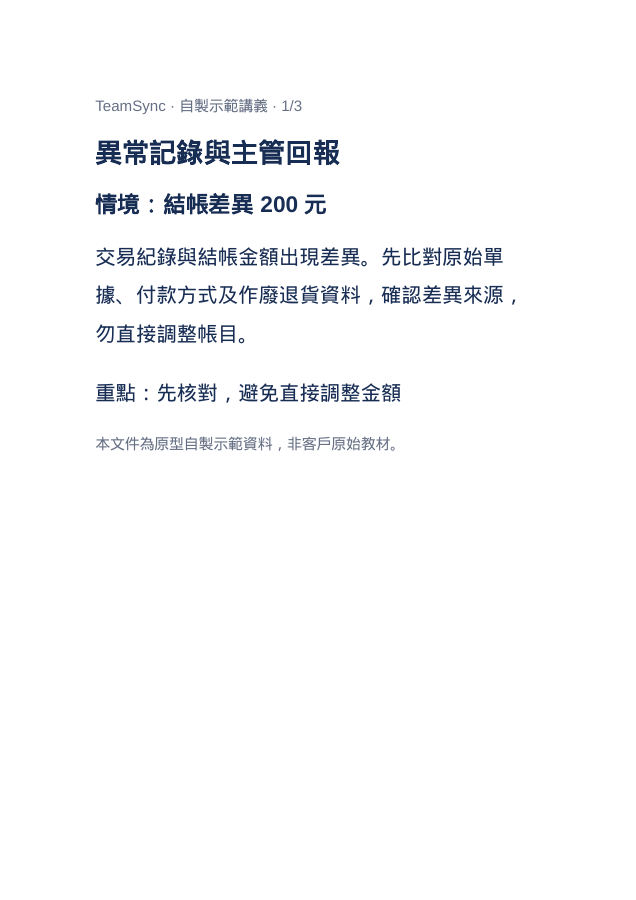 TeamSync · 自製示範講義 · 1/3
異常記錄與主管回報
情境：結帳差異 200 元
交易紀錄與結帳金額出現差異。先比對原始單
據、付款方式及作廢退貨資料，確認差異來源，
勿直接調整帳目。
重點：先核對，避免直接調整金額
本文件為原型自製示範資料，非客戶原始教材。